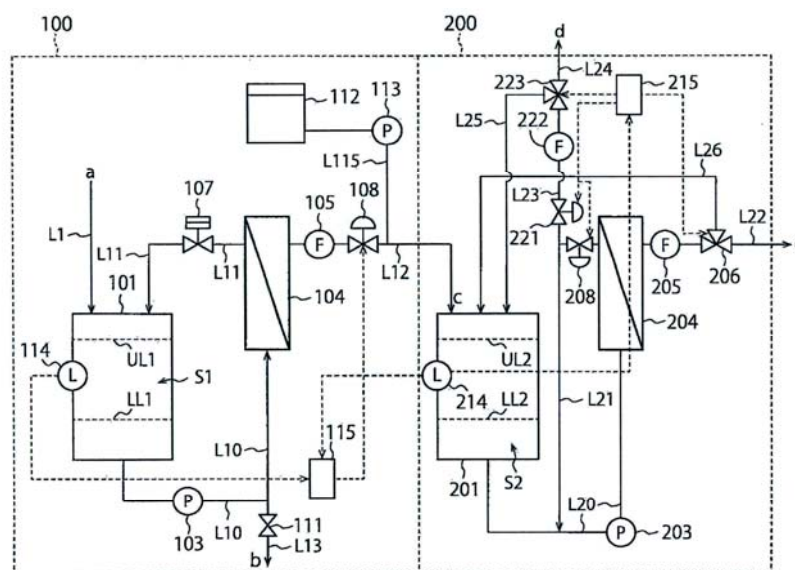 100
200
d
L24
223
215
113
P
112
L25
222
F
L26
L115
a
107
105
108
L23
221
L22
L1
L11
L11
F
L12
F
208
205
206
101
104
c
204
114
UL1
UL2
L
S1
L
214
LL1
LL2
L21
L10
115
201
S2
L20
P
103
L10
111
P
203
b
L13